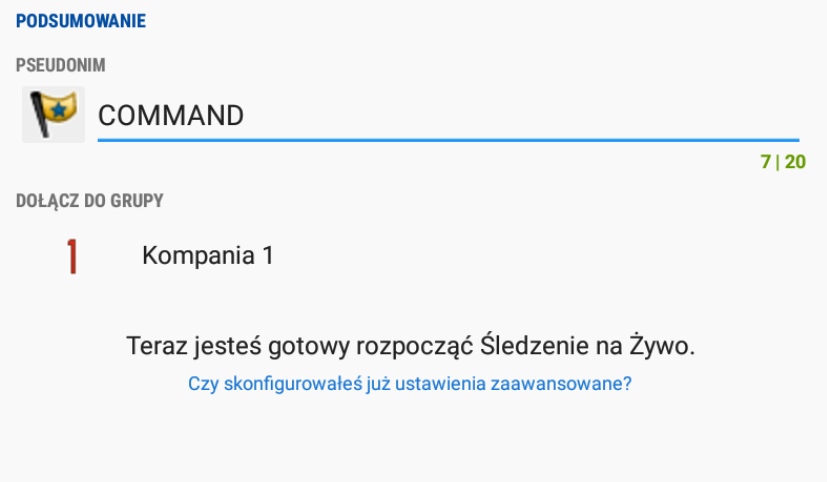 PODSUMOWANIE
PSEUDONIM
COMMAND
7 | 20
DOŁĄCZ DO GRUPY
1 Kompania 1
Teraz jesteś gotowy rozpocząć Śledzenie na Żywo.
Czy skonfigurowałeś już ustawienia zaawansowane?